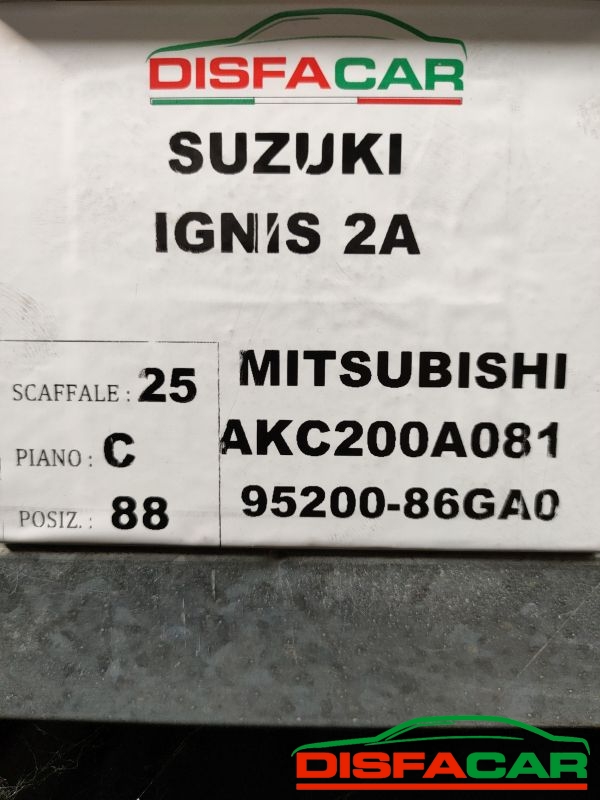 DISFACAR
SUZUKI
IGNIS 2A
MITSUBISHI
AKC200A081
95200-86GA0
SCAFFALE : 25
PIANO : C
POSIZ. : 88
DISFACAR